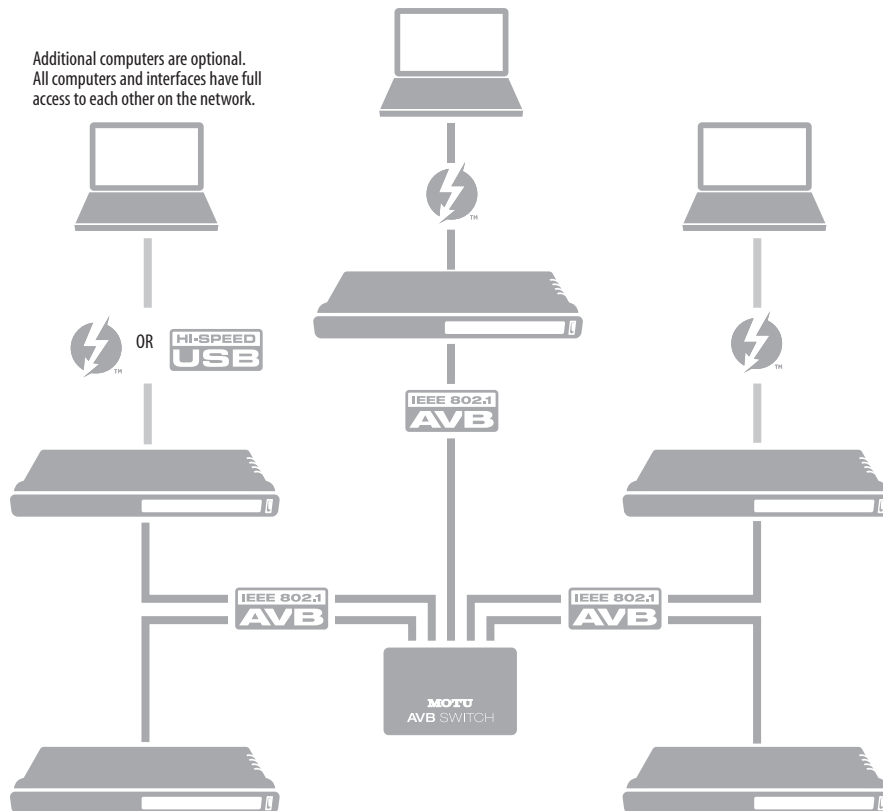 Additional computers are optional.
All computers and interfaces have full
access to each other on the network.
TM
OR
HI-SPEED
USB
TM
TM
IEEE 802.1
AVB
IEEE 802.1
AVB
IEEE 802.1
AVB
MOTU
AVB SWITCH